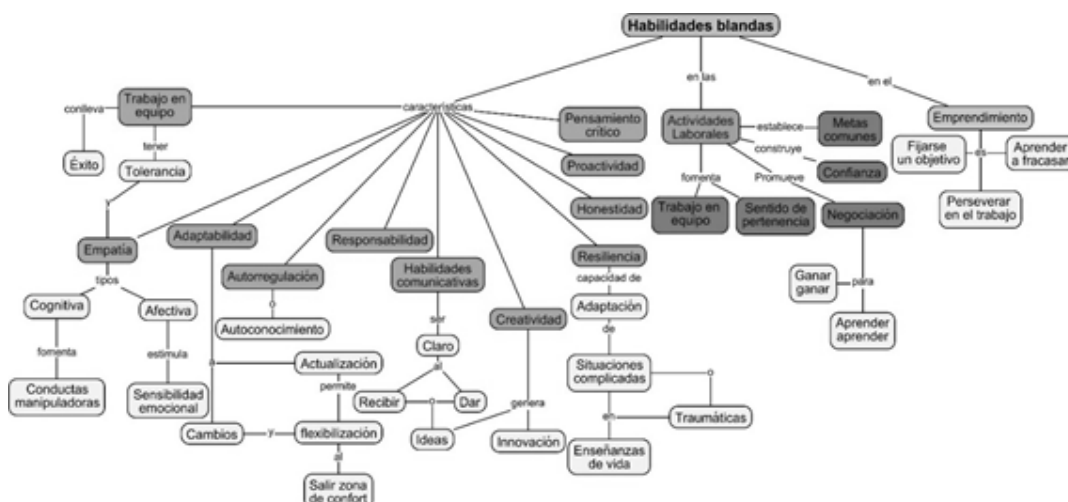 Habilidades blandas
en las
en el
Trabajo en
equipo
conlleva
características
Pensamiento
crítico
Actividades
Laborales
establece
Metas
comunes
Emprendimiento
Éxito
tener
Tolerancia
Proactividad
construye
Confianza
Fijarse
un objetivo
es
Aprender
a fracasar
fomenta
Promueve
y
Honestidad
Trabajo en
equipo
Sentido de
pertenencia
Negociación
Perseverar
en el trabajo
Empatía
Adaptabilidad
Responsabilidad
Resiliencia
tipos
Autorregulación
Habilidades
comunicativas
capacidad de
Ganar
ganar
para
Cognitiva
Afectiva
o
Adaptación
Autoconocimiento
ser
Creatividad
Aprender
aprender
fomenta
estimula
Claro
de
a
Actualización
al
Situaciones
complicadas
o
Conductas
manipuladoras
Sensibilidad
emocional
permite
Recibir
o
Dar
genera
en
Traumáticas
Cambios
y
flexibilización
Ideas
Innovación
al
Enseñanzas
de vida
Salir zona
de confort